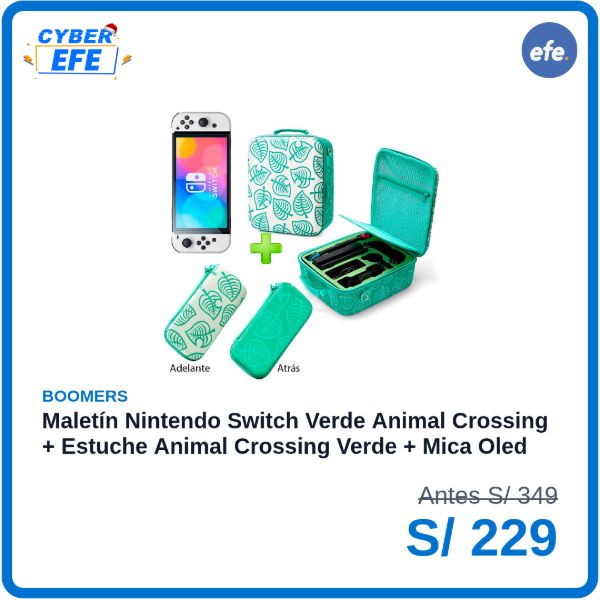 CYBER
EFE
efe.
NINTENDO
SWITCH
Adelante
Atrás
BOOMERS
Maletín Nintendo Switch Verde Animal Crossing
+ Estuche Animal Crossing Verde + Mica Oled
Antes S/ 349
S/ 229